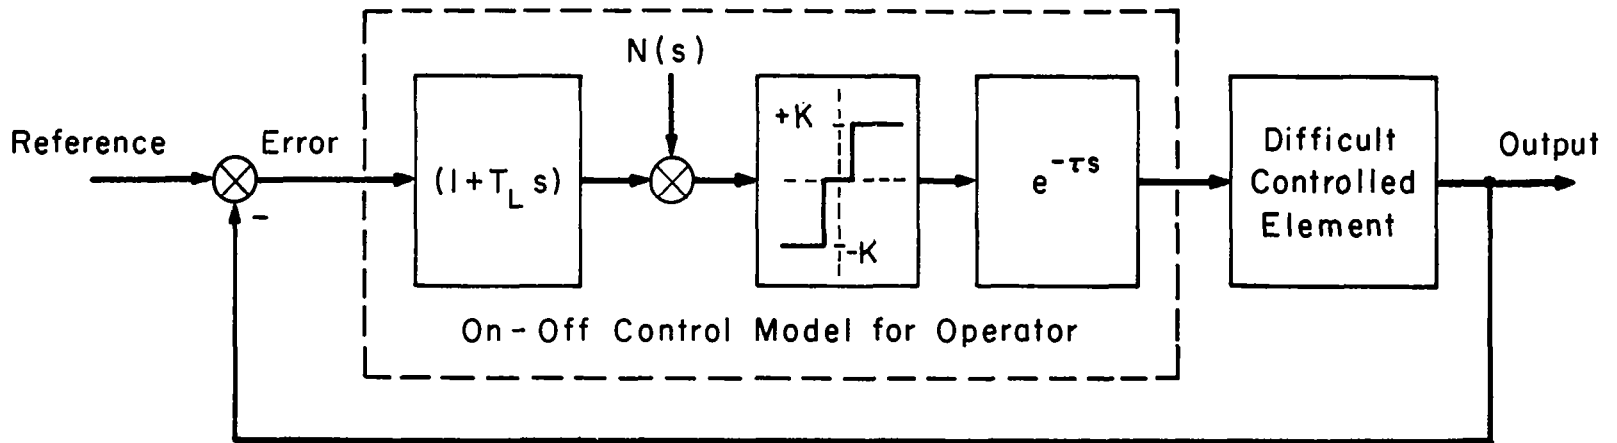 N(s)
Reference
Error
-
(1+T_L s)
+K
-K
e^{-τs}
Difficult
Controlled
Element
Output
On-Off Control Model for Operator